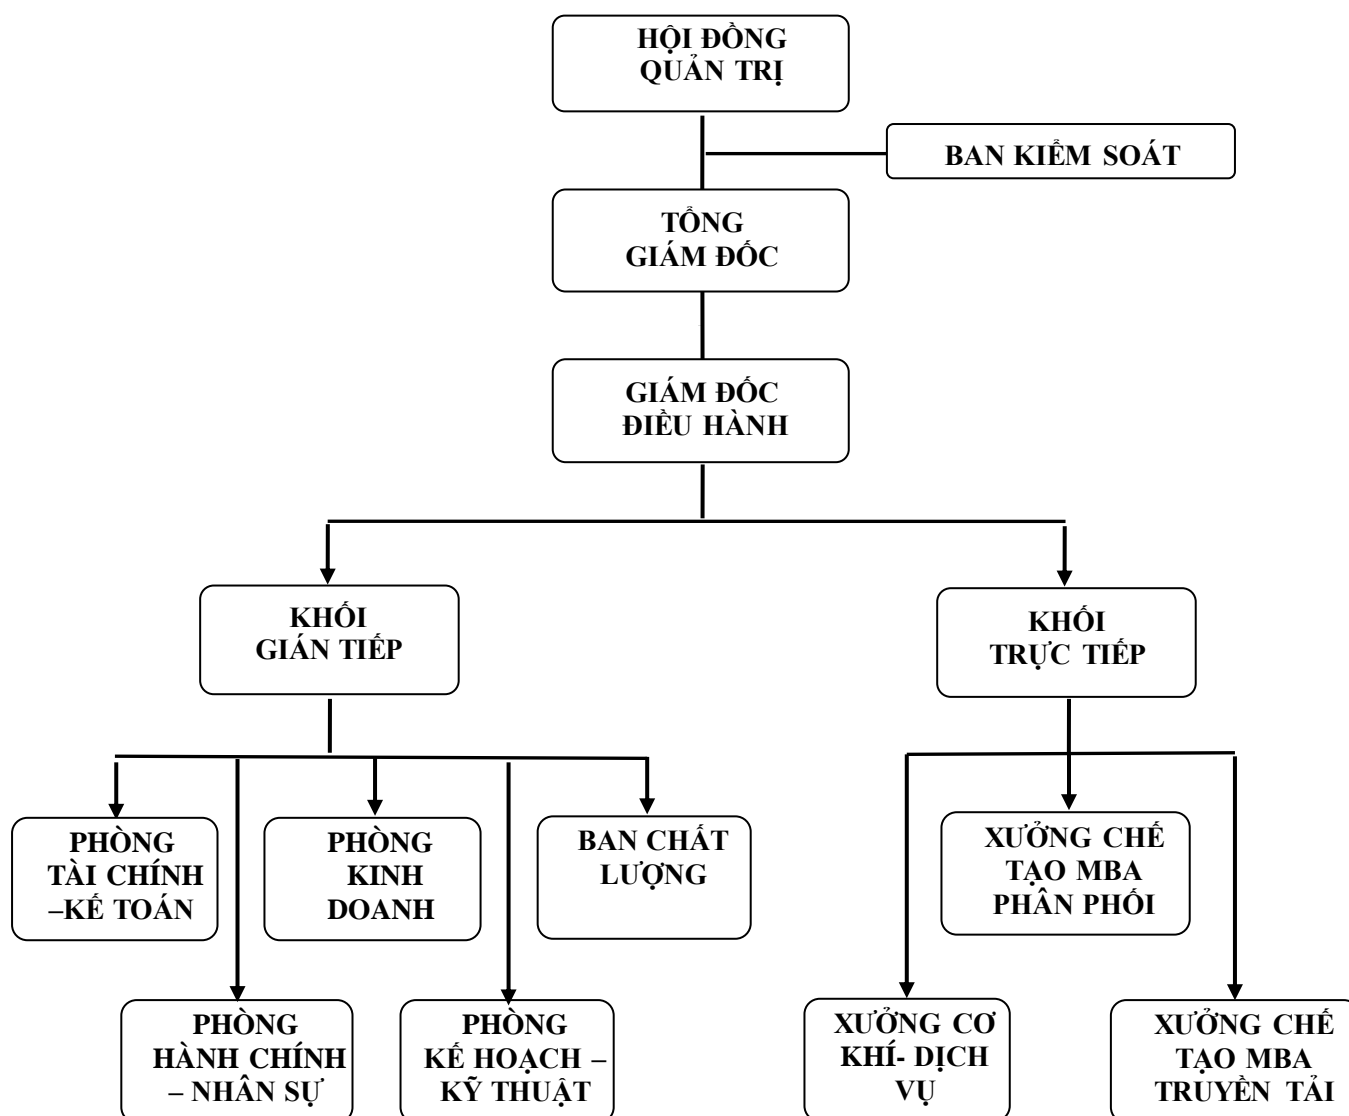 HỘI ĐỒNG
QUẢN TRỊ
BAN KIỂM SOÁT
TỔNG
GIÁM ĐỐC
GIÁM ĐỐC
ĐIỀU HÀNH
KHỐI
GIÁN TIẾP
KHỐI
TRỰC TIẾP
PHÒNG
TÀI CHÍNH
–KẾ TOÁN
PHÒNG
KINH
DOANH
BAN CHẤT
LƯỢNG
XƯỞNG CHẾ
TẠO MBA
PHÂN PHỐI
PHÒNG
HÀNH CHÍNH
– NHÂN SỰ
PHÒNG
KẾ HOẠCH –
KỸ THUẬT
XƯỞNG CƠ
KHÍ- DỊCH
VỤ
XƯỞNG CHẾ
TẠO MBA
TRUYỀN TẢI